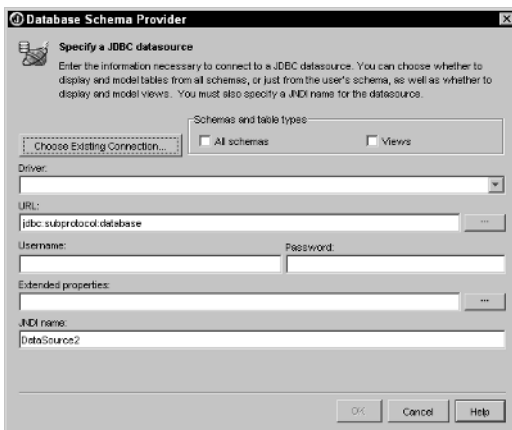 Database Schema Provider
Specify a JDBC datasource
Enter the information necessary to connect to a JDBC datasource. You can choose whether to
display and model tables from all schemas, or just from the user's schema, as well as whether to
display and model views. You must also specify a JNDI name for the datasource.
Schemas and table types
Choose Existing Connection...
All schemas
Views
Driver:
URL:
jdbc:subprotocol:database
...
Username:
Password:
Extended properties:
...
JNDI name:
DataSource2
OK
Cancel
Help